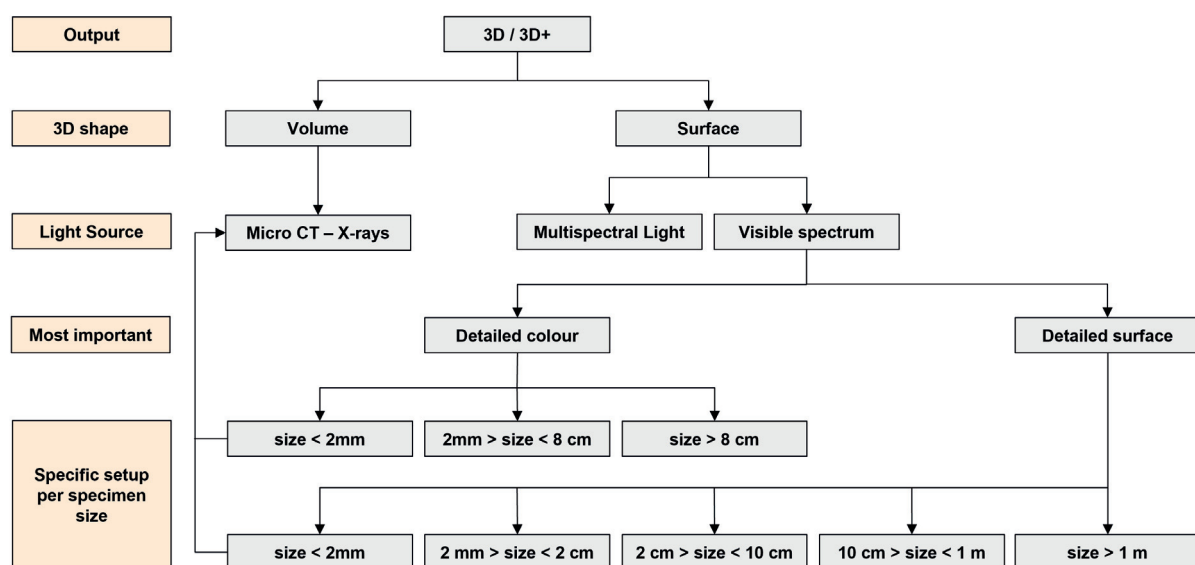 Output
3D / 3D+
3D shape
Volume
Surface
Light Source
Micro CT – X-rays
Multispectral Light
Visible spectrum
Most important
Detailed colour
Detailed surface
Specific setup
per specimen
size
size < 2mm
2mm > size < 8 cm
size > 8 cm
size < 2mm
2 mm > size < 2 cm
2 cm > size < 10 cm
10 cm > size < 1 m
size > 1 m